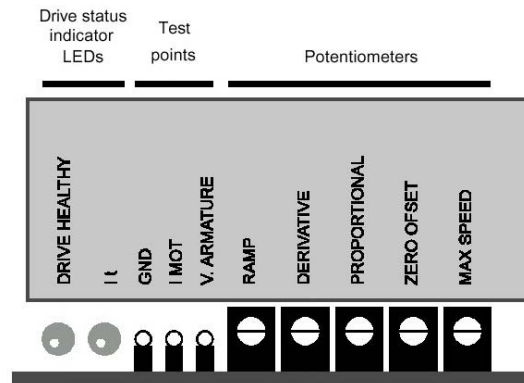 Drive status
indicator
LEDs
Test
points
Potentiometers
DRIVE HEALTHY
I t
GND
I MOT
V. ARMATURE
RAMP
DERIVATIVE
PROPORTIONAL
ZERO OFSET
MAX SPEED